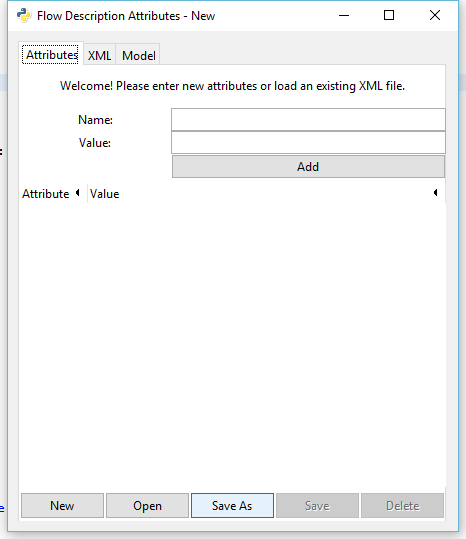 Flow Description Attributes - New
Attributes XML Model
Welcome! Please enter new attributes or load an existing XML file.
Name:
Value:
Add
Attribute Value
New Open Save As Save Delete